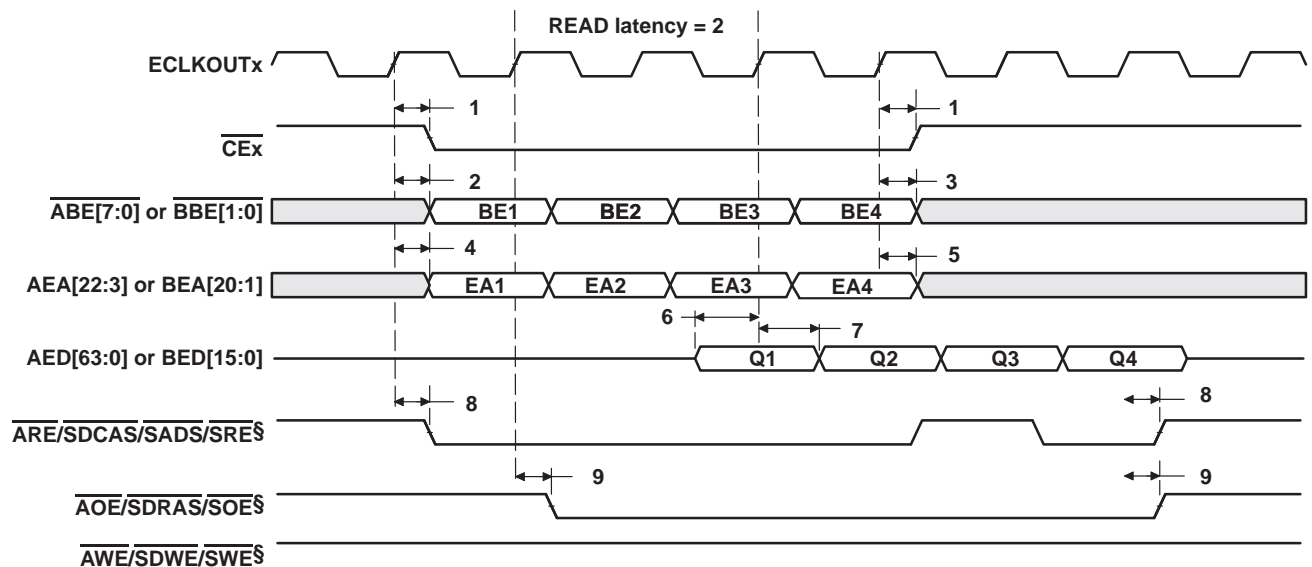 READ latency = 2
ECLKOUTx
1 1
CEx
2 3
ABE[7:0] or BBE[1:0] BE1 BE2 BE3 BE4
4 5
AEA[22:3] or BEA[20:1] EA1 EA2 EA3 EA4
6 7
AED[63:0] or BED[15:0] Q1 Q2 Q3 Q4
8 8
ARE/SDCAS/SADS/SRE§
9 9
AOE/SDRAS/SOE§
AWE/SDWE/SWE§